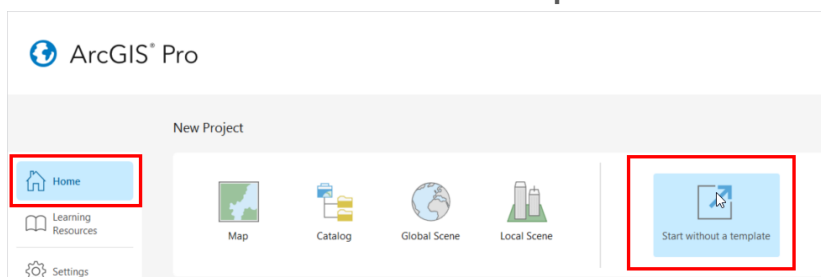 ArcGIS® Pro
New Project
Home
Learning
Resources
Settings
Map
Catalog
Global Scene
Local Scene
Start without a template